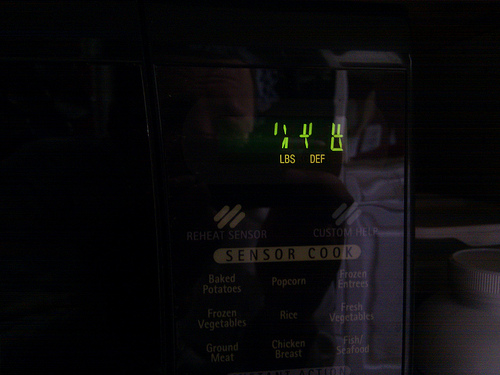 LBS DEF
REHEAT SENSOR CUSTOM HELP
SENSOR COOK
Baked Potatoes Popcorn Frozen Entrees
Frozen Vegetables Rice Fresh Vegetables
Ground Meat Chicken Breast Fish/ Seafood